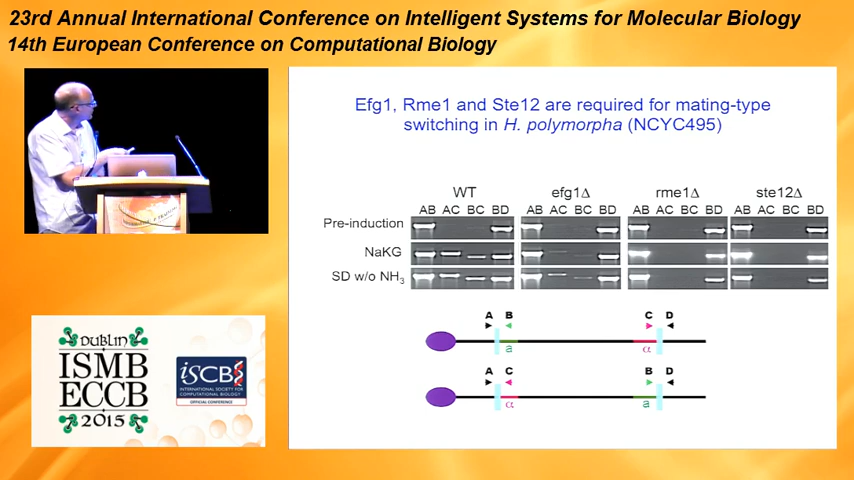 23rd Annual International Conference on Intelligent Systems for Molecular Biology
14th European Conference on Computational Biology
Efg1, Rme1 and Ste12 are required for mating-type
switching in H. polymorpha (NCYC495)
WT efg1Δ rme1Δ ste12Δ
AB AC BC BD AB AC BC BD AB AC BC BD AB AC BC BD
Pre-induction
NaKG
SD w/o NH3
A B C D
a α
A C B D
α a
DUBLIN
ISMB
ECCB
2015
ISCB
INTERNATIONAL SOCIETY FOR
COMPUTATIONAL BIOLOGY
OFFICIAL CONFERENCE